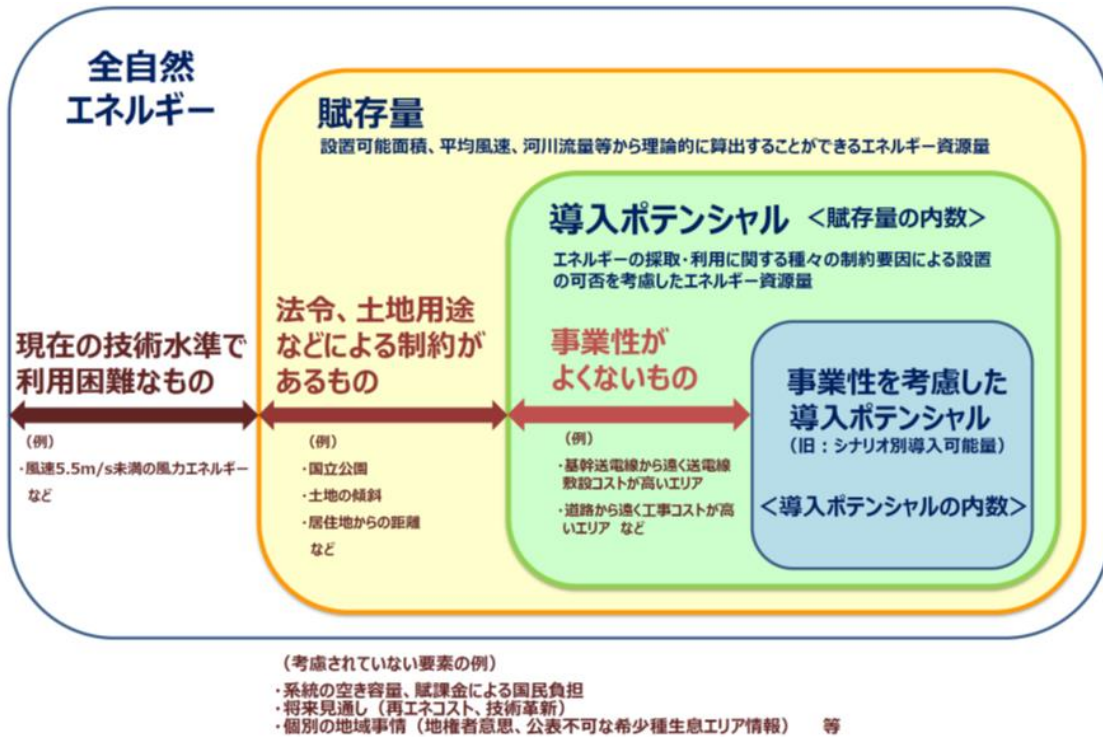 全自然
エネルギー
賦存量
設置可能面積、平均風速、河川流量等から理論的に算出することができるエネルギー資源量
導入ポテンシャル <賦存量の内数>
エネルギーの採取・利用に関する種々の制約要因による設置
の可否を考慮したエネルギー資源量
現在の技術水準で
利用困難なもの
(例)
・風速5.5m/s未満の風力エネルギー
など
法令、土地用途
などによる制約が
あるもの
(例)
・国立公園
・土地の傾斜
・居住地からの距離
など
事業性が
よくないもの
(例)
・基幹送電線から遠く送電線
敷設コストが高いエリア
・道路から遠く工事コストが高
いエリア など
事業性を考慮した
導入ポテンシャル
(旧:シナリオ別導入可能量)
<導入ポテンシャルの内数>
(考慮されていない要素の例)
・系統の空き容量、賦課金による国民負担
・将来見通し(再エネコスト、技術革新)
・個別の地域事情(地権者意思、公表不可な希少種生息エリア情報) 等